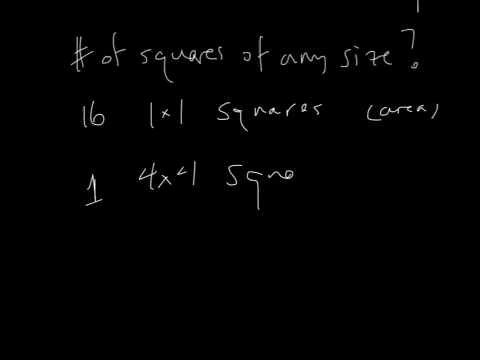 # of squares of any size?
16 1×1 squares (area)
1 4×4 squa